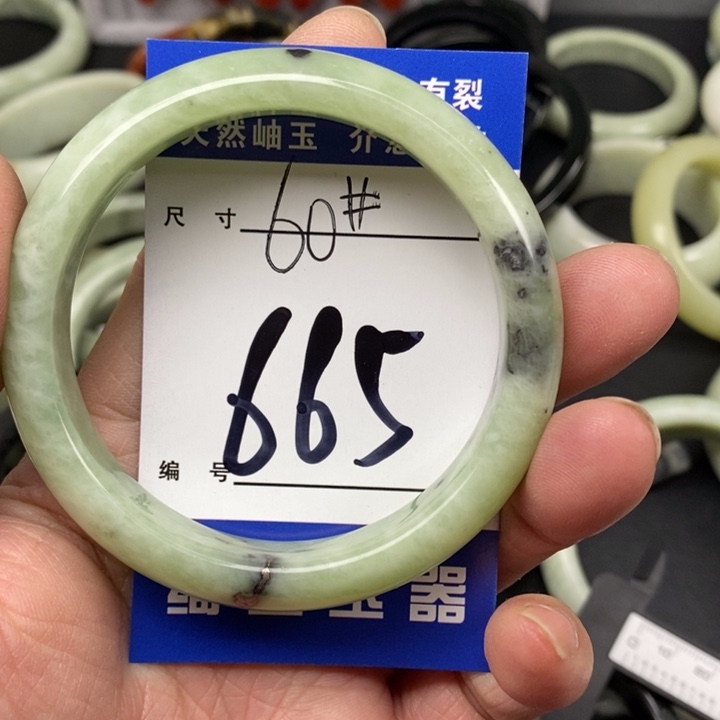 有裂
天然岫玉 介意
尺寸 60#
665
编号
玉器